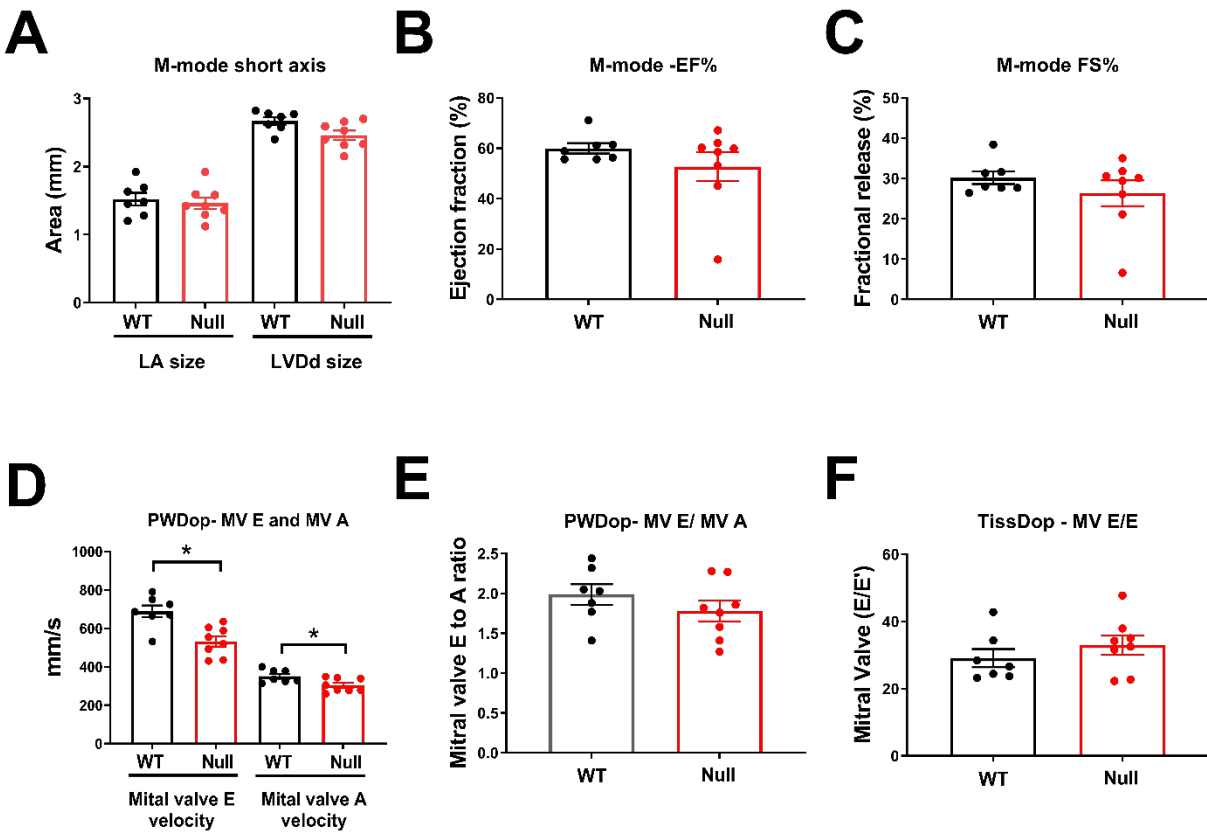 A
M-mode short axis
Area (mm)
3
2
1
0
WT
Null
WT
Null
LA size
LVDd size
B
M-mode -EF%
Ejection fraction (%)
80
60
40
20
0
WT
Null
C
M-mode FS%
Fractional release (%)
50
40
30
20
10
0
WT
Null
D
PWDop- MV E and MV A
mm/s
1000
800
600
400
200
0
*
*
WT
Null
WT
Null
Mital valve E
velocity
Mital valve A
velocity
E
PWDop- MV E/ MV A
Mitral valve E to A ratio
2.5
2.0
1.5
1.0
0.5
0.0
WT
Null
F
TissDop - MV E/E
Mitral Valve (E/E')
60
40
20
0
WT
Null